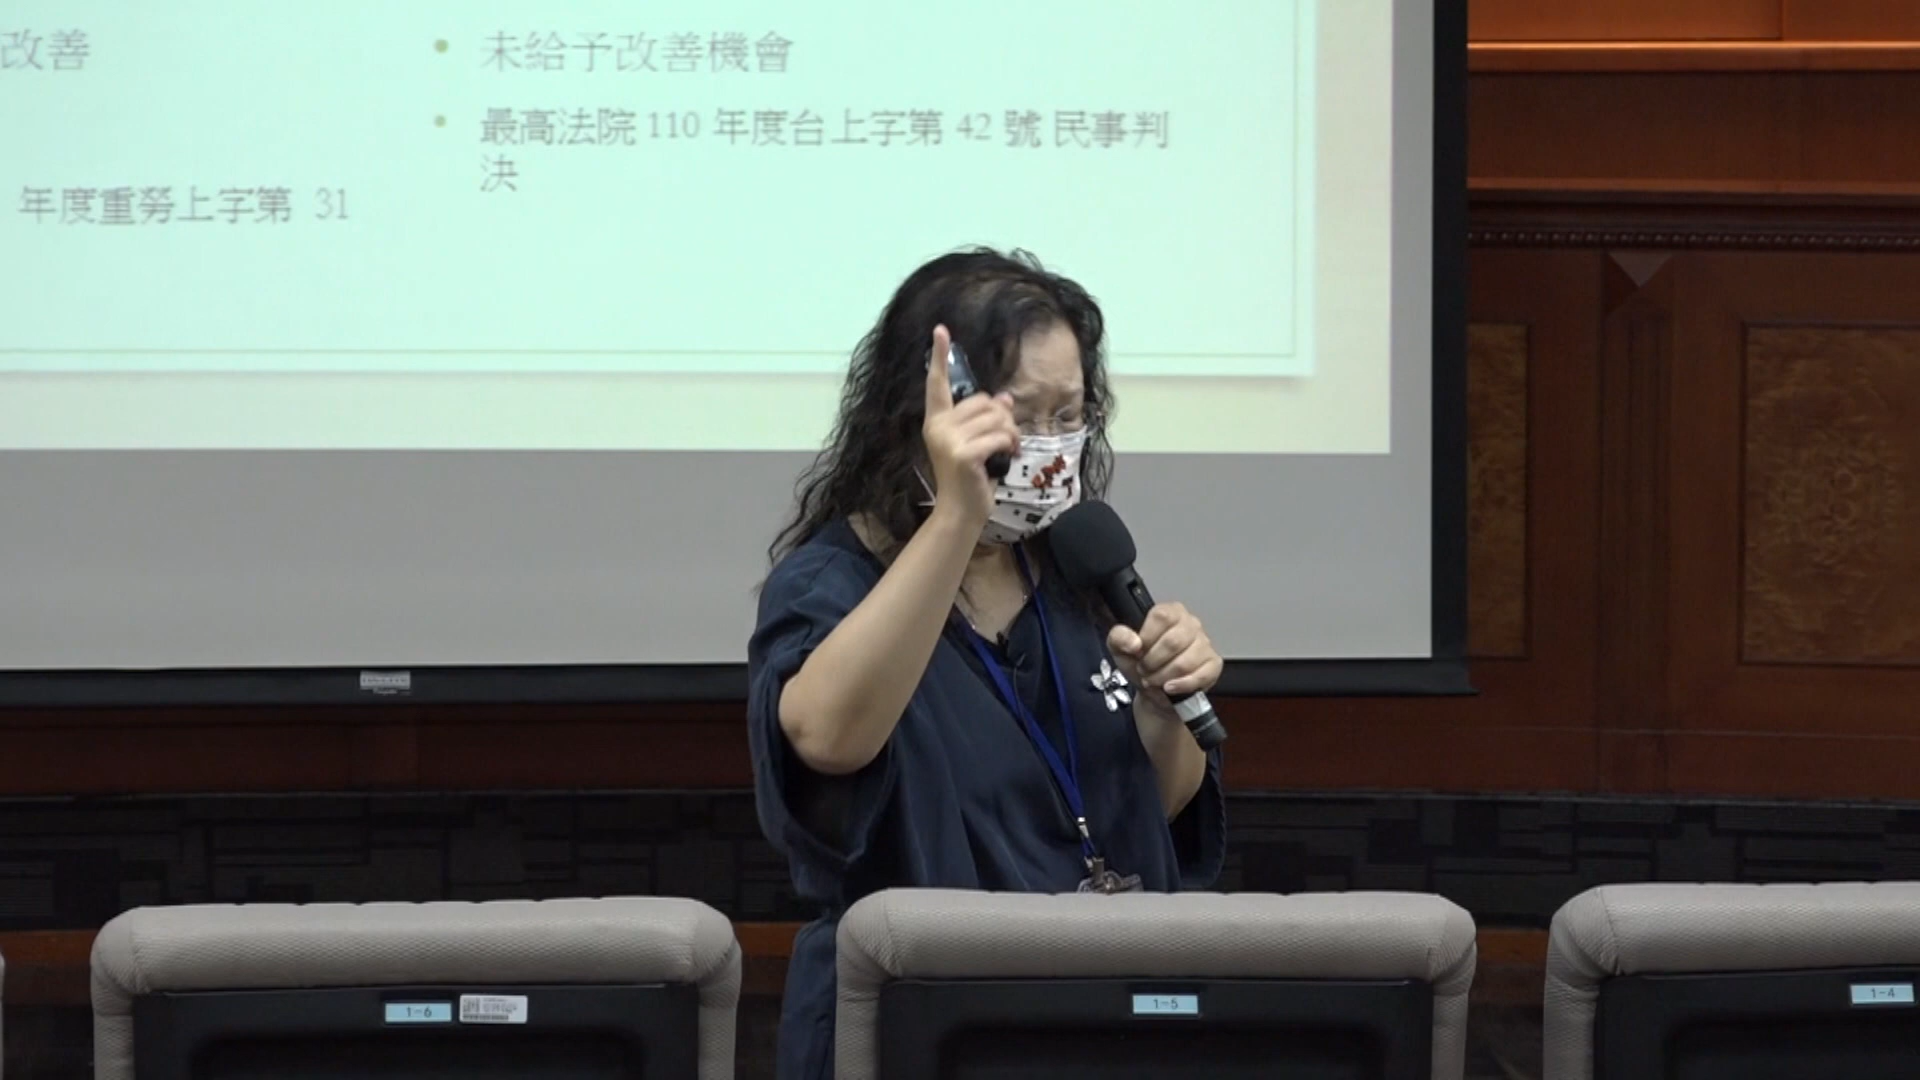 改善
年度重勞上字第 31
• 未給予改善機會
• 最高法院 110 年度台上字第 42 號 民事判
決
1-6
1-5
1-4